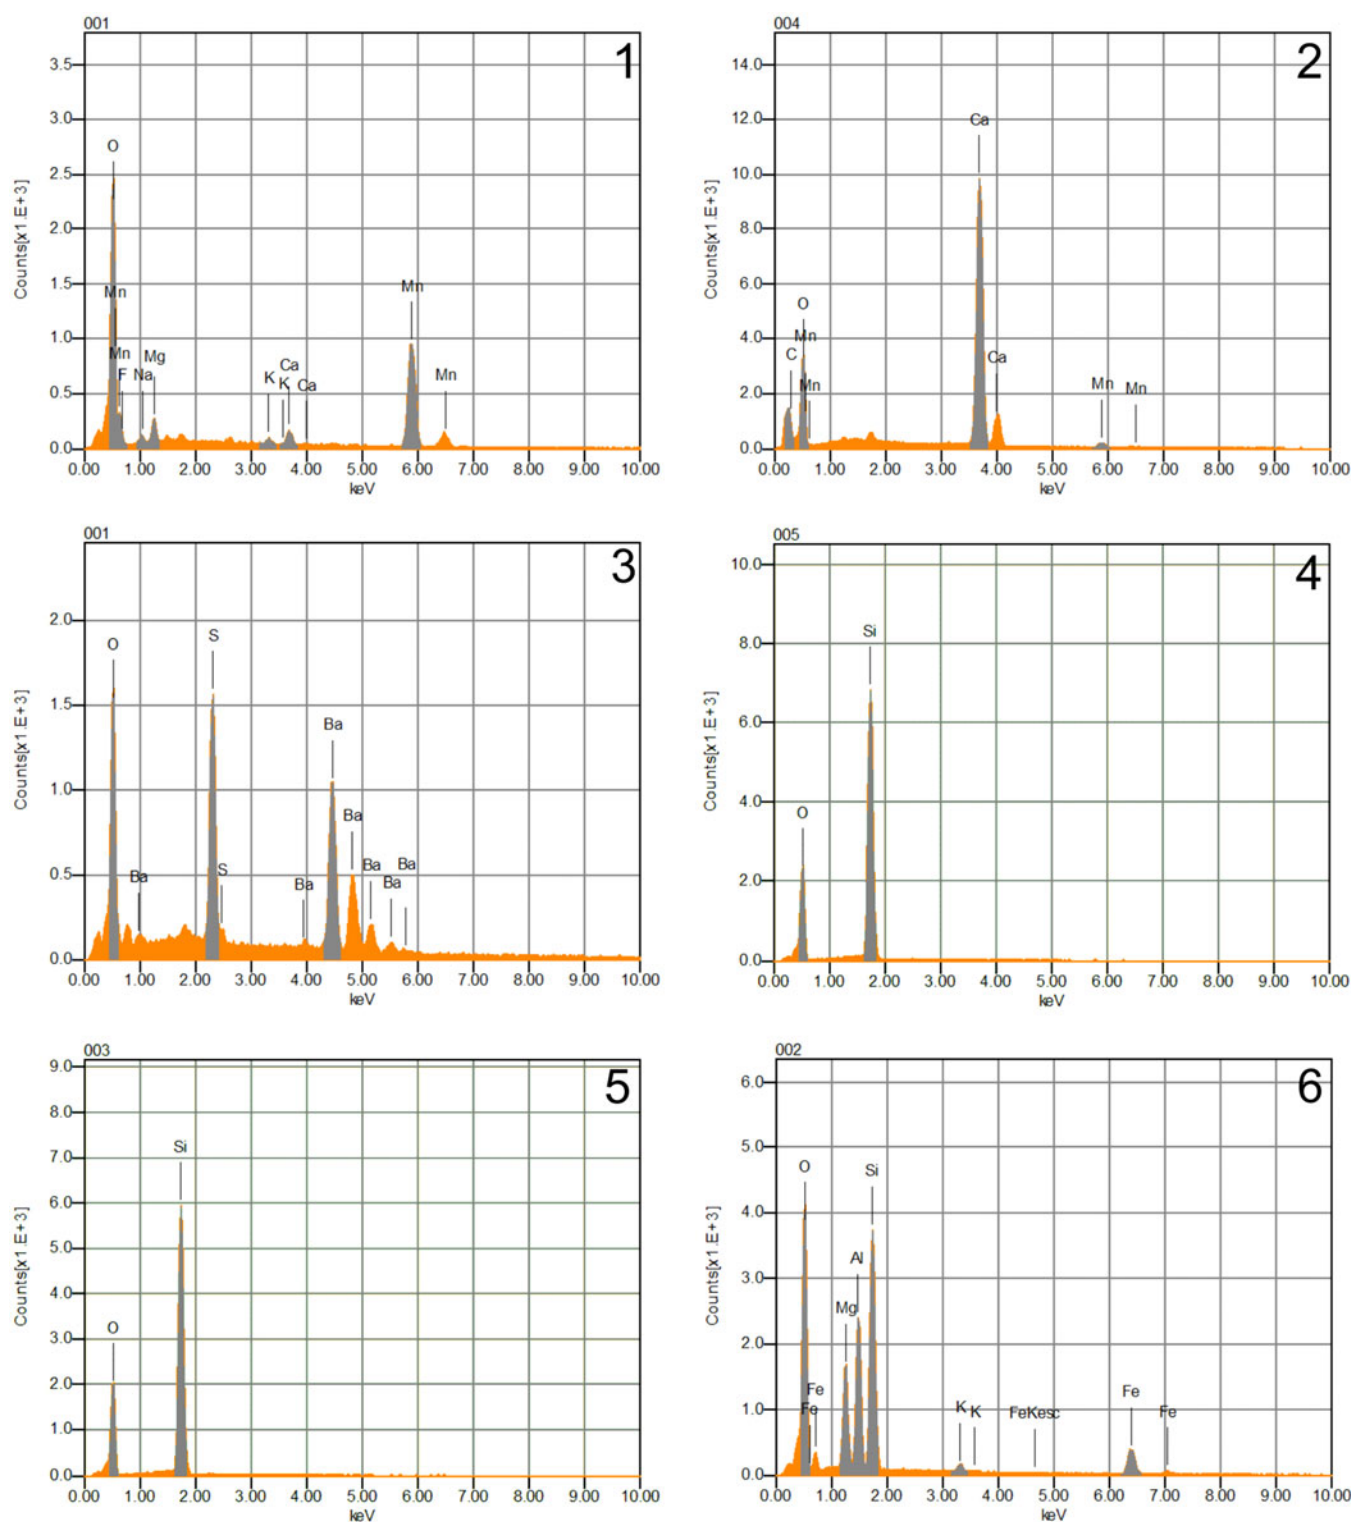 001
1
Counts[x1.E+3]
3.5
3.0
2.5
2.0
1.5
1.0
0.5
0.0
O
Mn
Mn
F
Na
Mg
K
K
Ca
Ca
Mn
Mn
0.00 1.00 2.00 3.00 4.00 5.00 6.00 7.00 8.00 9.00 10.00
keV
004
2
Counts[x1.E+3]
14.0
12.0
10.0
8.0
6.0
4.0
2.0
0.0
C
O
Mn
Mn
Ca
Ca
Mn
Mn
0.00 1.00 2.00 3.00 4.00 5.00 6.00 7.00 8.00 9.00 10.00
keV
001
3
Counts[x1.E+3]
2.0
1.5
1.0
0.5
0.0
O
Ba
S
S
Ba
Ba
Ba
Ba
Ba
Ba
0.00 1.00 2.00 3.00 4.00 5.00 6.00 7.00 8.00 9.00 10.00
keV
005
4
Counts[x1.E+3]
10.0
8.0
6.0
4.0
2.0
0.0
O
Si
0.00 1.00 2.00 3.00 4.00 5.00 6.00 7.00 8.00 9.00 10.00
keV
003
5
Counts[x1.E+3]
9.0
8.0
7.0
6.0
5.0
4.0
3.0
2.0
1.0
0.0
O
Si
0.00 1.00 2.00 3.00 4.00 5.00 6.00 7.00 8.00 9.00 10.00
keV
002
6
Counts[x1.E+3]
6.0
5.0
4.0
3.0
2.0
1.0
0.0
O
Fe
Fe
Mg
Al
Si
K
K
FeKesc
Fe
Fe
0.00 1.00 2.00 3.00 4.00 5.00 6.00 7.00 8.00 9.00 10.00
keV